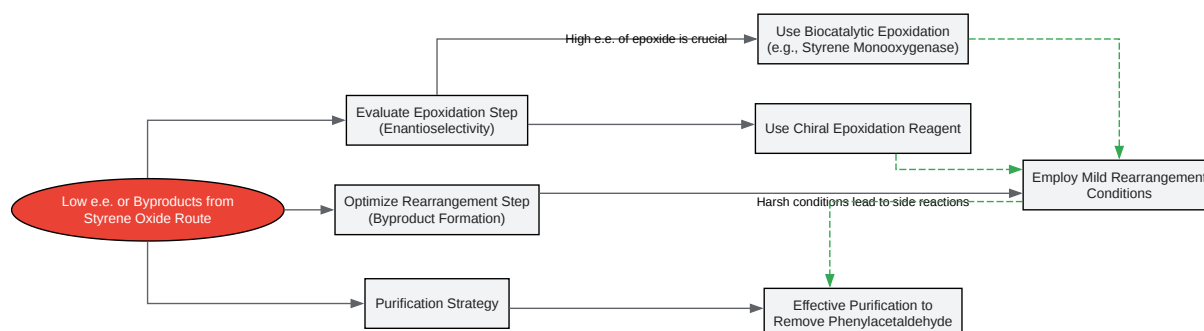 High e.e. of epoxide is crucial
Use Biocatalytic Epoxidation
(e.g., Styrene Monooxygenase)
Evaluate Epoxidation Step
(Enantioselectivity)
Use Chiral Epoxidation Reagent
Low e.e. or Byproducts from
Styrene Oxide Route
Optimize Rearrangement Step
(Byproduct Formation)
Employ Mild Rearrangement
Conditions
Harsh conditions lead to side reactions
Purification Strategy
Effective Purification to
Remove Phenylacetaldehyde